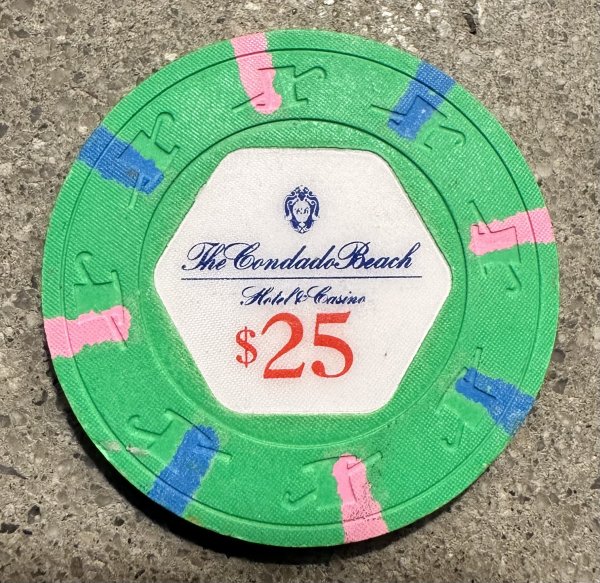 The Condado Beach
Hotel & Casino
$25